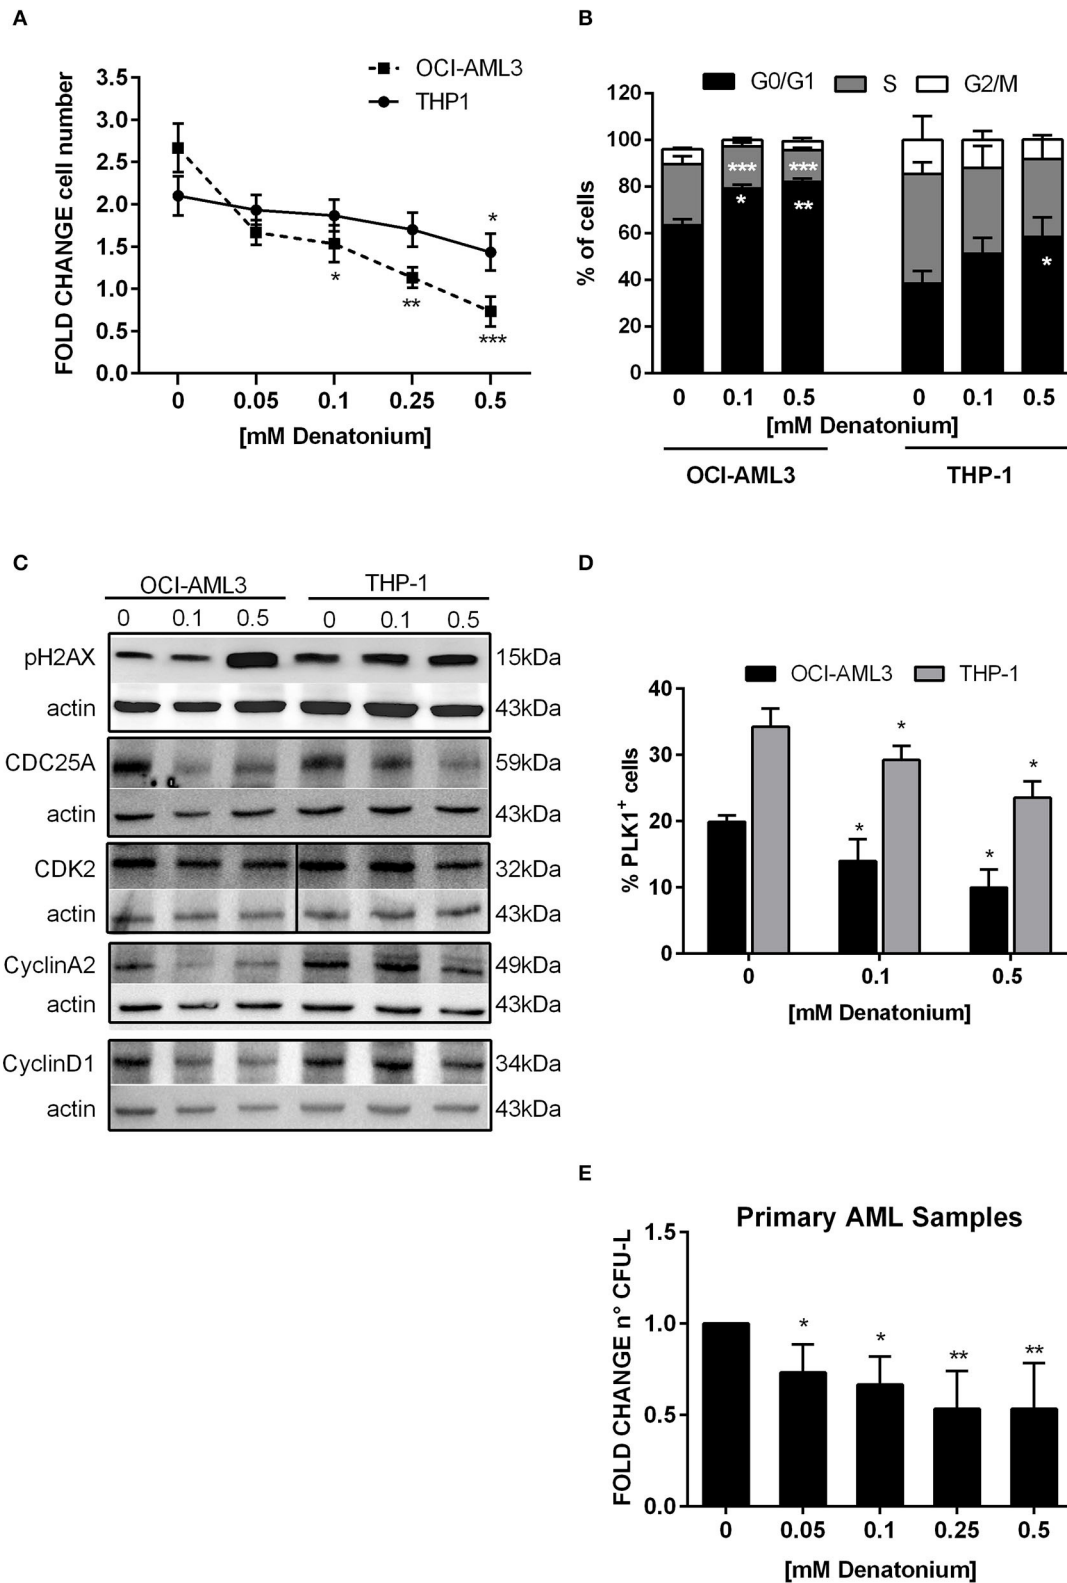 A
OCI-AML3
THP1
FOLD CHANGE cell number
3.5
3.0
2.5
2.0
1.5
1.0
0.5
0.0
*
*
**
***
0 0.05 0.1 0.25 0.5
[mM Denatonium]
B
G0/G1 S G2/M
% of cells
120
100
80
60
40
20
0
*** ***
* **
*
0 0.1 0.5 0 0.1 0.5
[mM Denatonium]
OCI-AML3 THP-1
C
OCI-AML3 THP-1
0 0.1 0.5 0 0.1 0.5
pH2AX 15kDa
actin 43kDa
CDC25A 59kDa
actin 43kDa
CDK2 32kDa
actin 43kDa
CyclinA2 49kDa
actin 43kDa
CyclinD1 34kDa
actin 43kDa
D
OCI-AML3 THP-1
% PLK1+ cells
40
30
20
10
0
* * * *
0 0.1 0.5
[mM Denatonium]
E
Primary AML Samples
FOLD CHANGE n° CFU-L
1.5
1.0
0.5
0.0
* * ** **
0 0.05 0.1 0.25 0.5
[mM Denatonium]